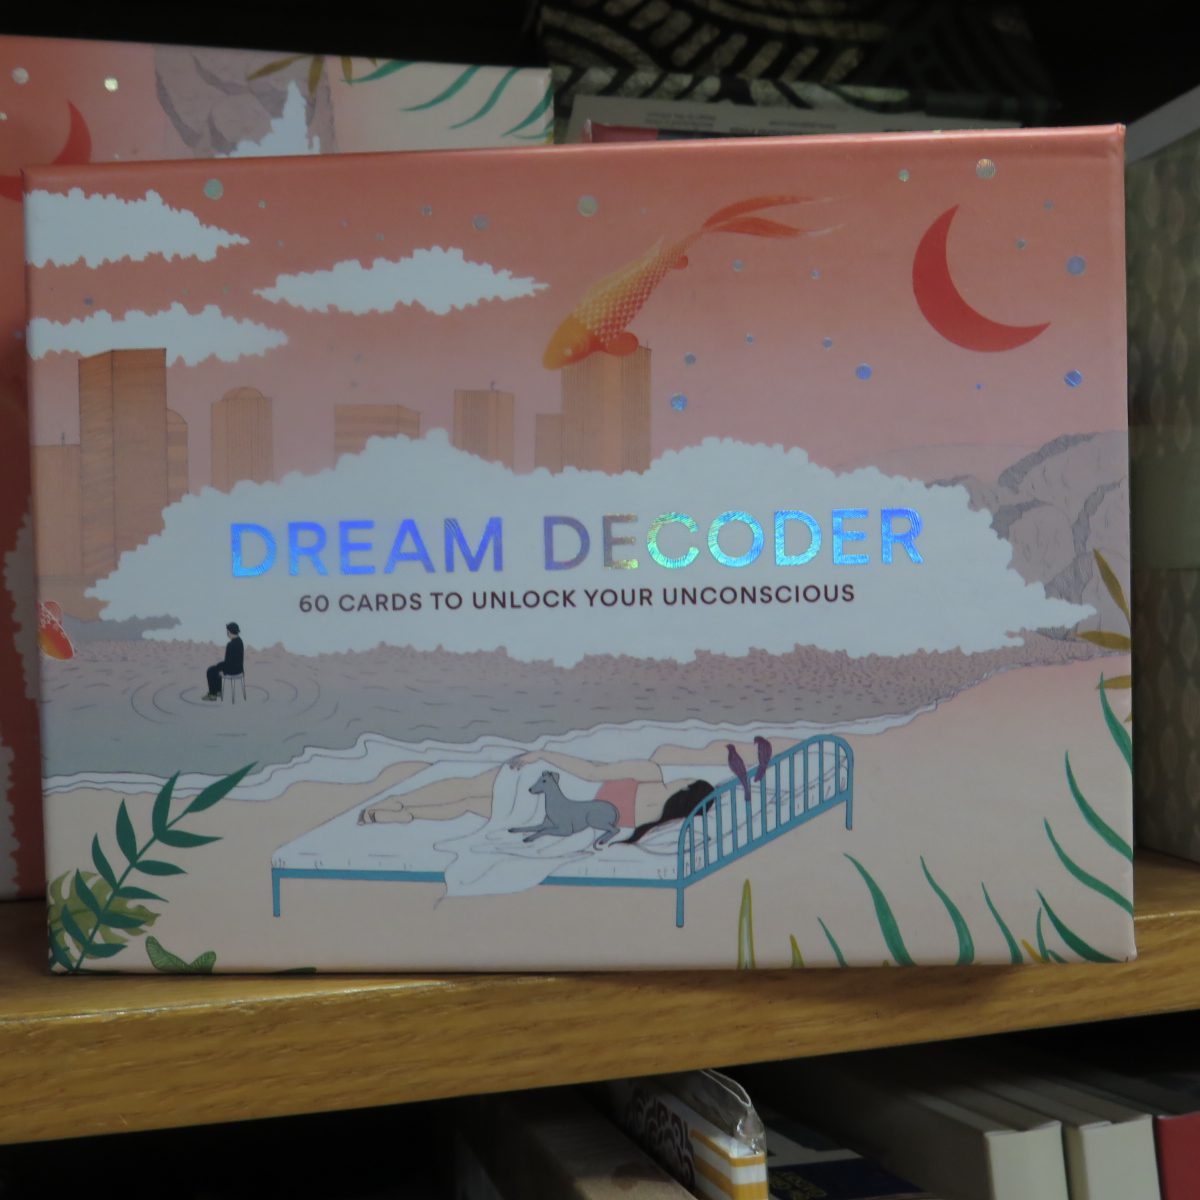 DREAM DECODER
60 CARDS TO UNLOCK YOUR UNCONSCIOUS